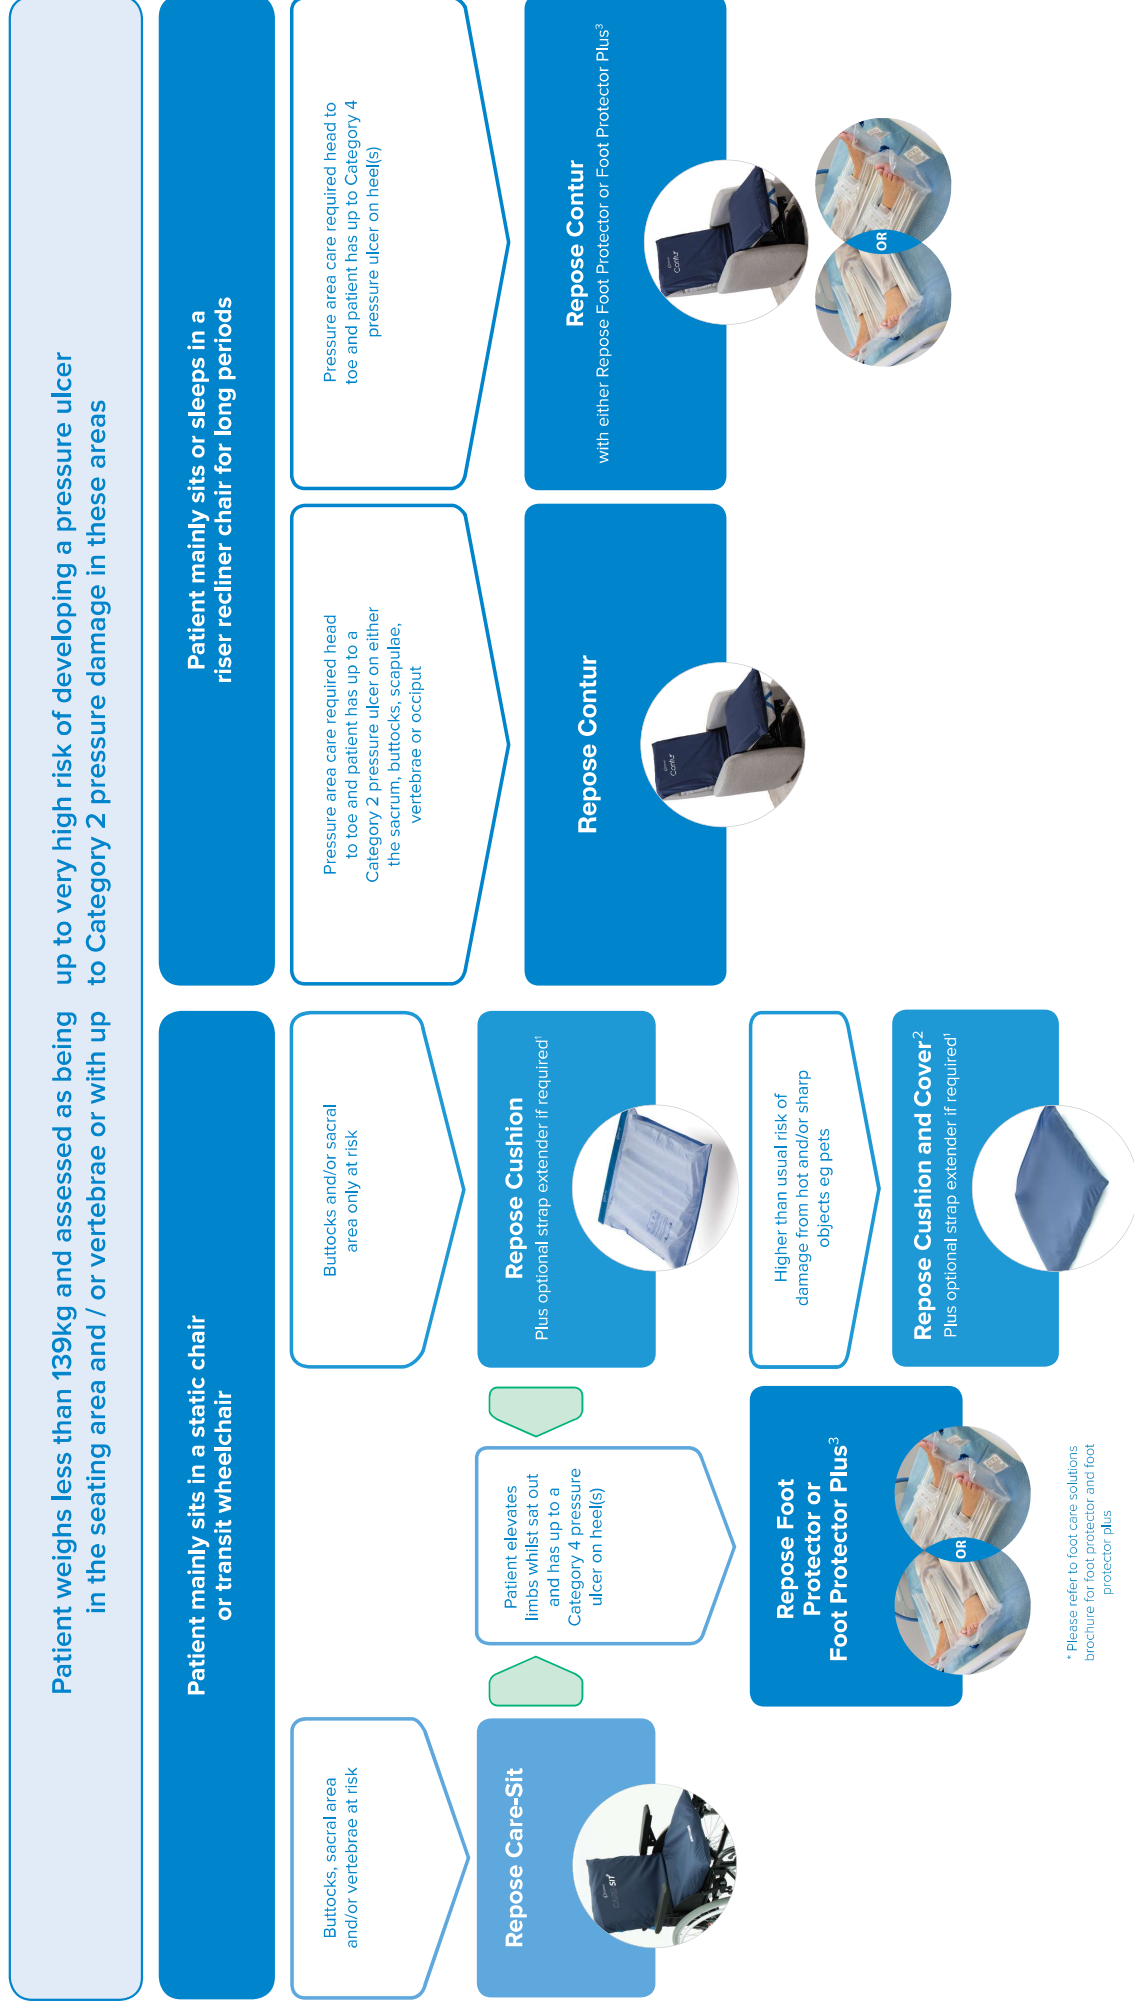 Patient weighs less than 139kg and assessed as being up to very high risk of developing a pressure ulcer
in the seating area and / or vertebrae or with up to Category 2 pressure damage in these areas
Patient mainly sits in a static chair
or transit wheelchair
Buttocks, sacral area
and/or vertebrae at risk
Repose Care-Sit
SIT
Patient elevates
limbs whilst sat out
and has up to a
Category 4 pressure
ulcer on heel(s)
Repose Foot
Protector or
Foot Protector Plus³
OR
* Please refer to foot care solutions
brochure for foot protector and foot
protector plus
Buttocks and/or sacral
area only at risk
Repose Cushion
Plus optional strap extender if required¹
Higher than usual risk of
damage from hot and/or sharp
objects eg pets
Repose Cushion and Cover²
Plus optional strap extender if required¹
Patient mainly sits or sleeps in a
riser recliner chair for long periods
Pressure area care required head
to toe and patient has up to a
Category 2 pressure ulcer on either
the sacrum, buttocks, scapulae,
vertebrae or occiput
Repose Contur
Contur
Pressure area care required head to
toe and patient has up to Category 4
pressure ulcer on heel(s)
Repose Contur
with either Repose Foot Protector or Foot Protector Plus³
Contur
OR